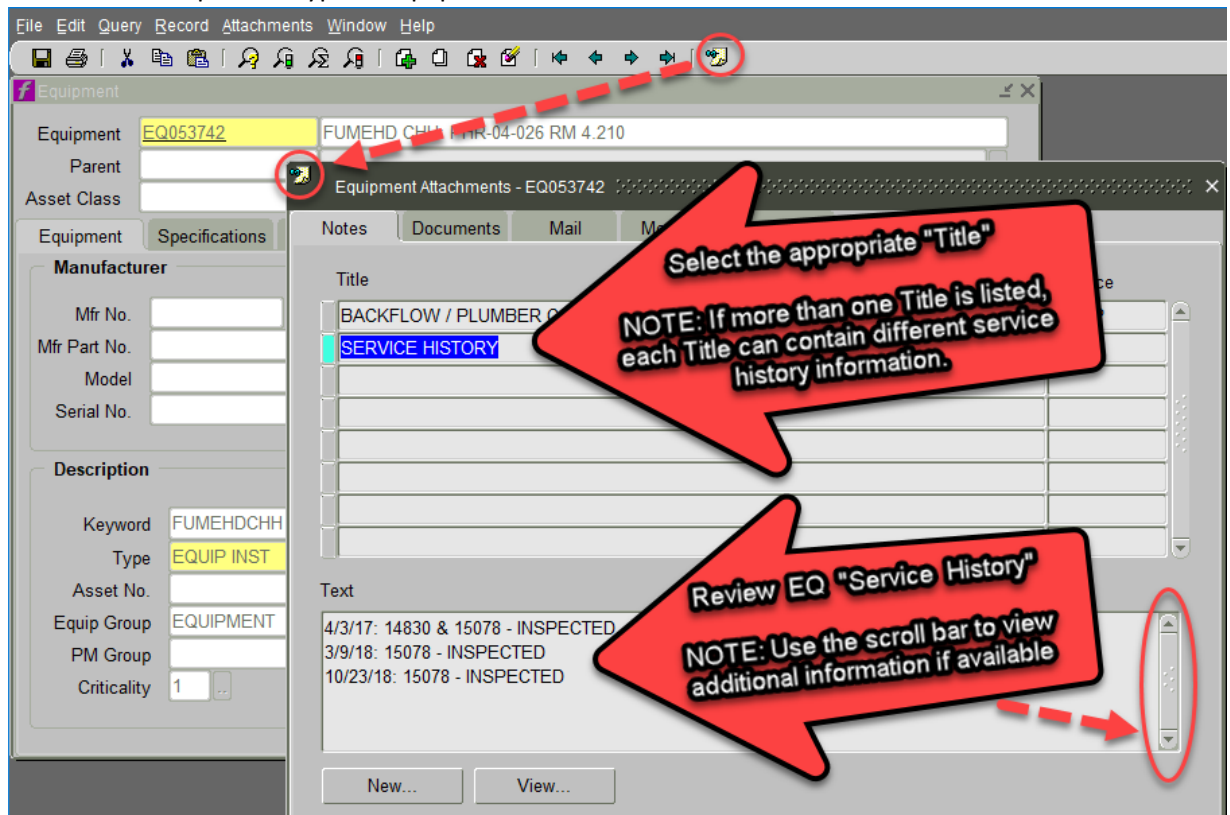 File Edit Query Record Attachments Window Help
Equipment
Equipment EQ053742 FUMEHD CHH, FHR-04-026 RM 4.210
Parent
Asset Class
Equipment Attachments - EQ053742
Equipment Specifications
Notes Documents Mail
Manufacturer
Mfr No.
Mfr Part No.
Model
Serial No.
Title
BACKFLOW / PLUMBER
SERVICE HISTORY
Select the appropriate "Title"
NOTE: If more than one Title is listed,
each Title can contain different service
history information.
Description
Keyword FUMEHDCHH
Type EQUIP INST
Asset No.
Equip Group EQUIPMENT
PM Group
Criticality 1 ..
Text
4/3/17: 14830 & 15078 - INSPECTED
3/9/18: 15078 - INSPECTED
10/23/18: 15078 - INSPECTED
Review EQ "Service History"
NOTE: Use the scroll bar to view
additional information if available
New... View...